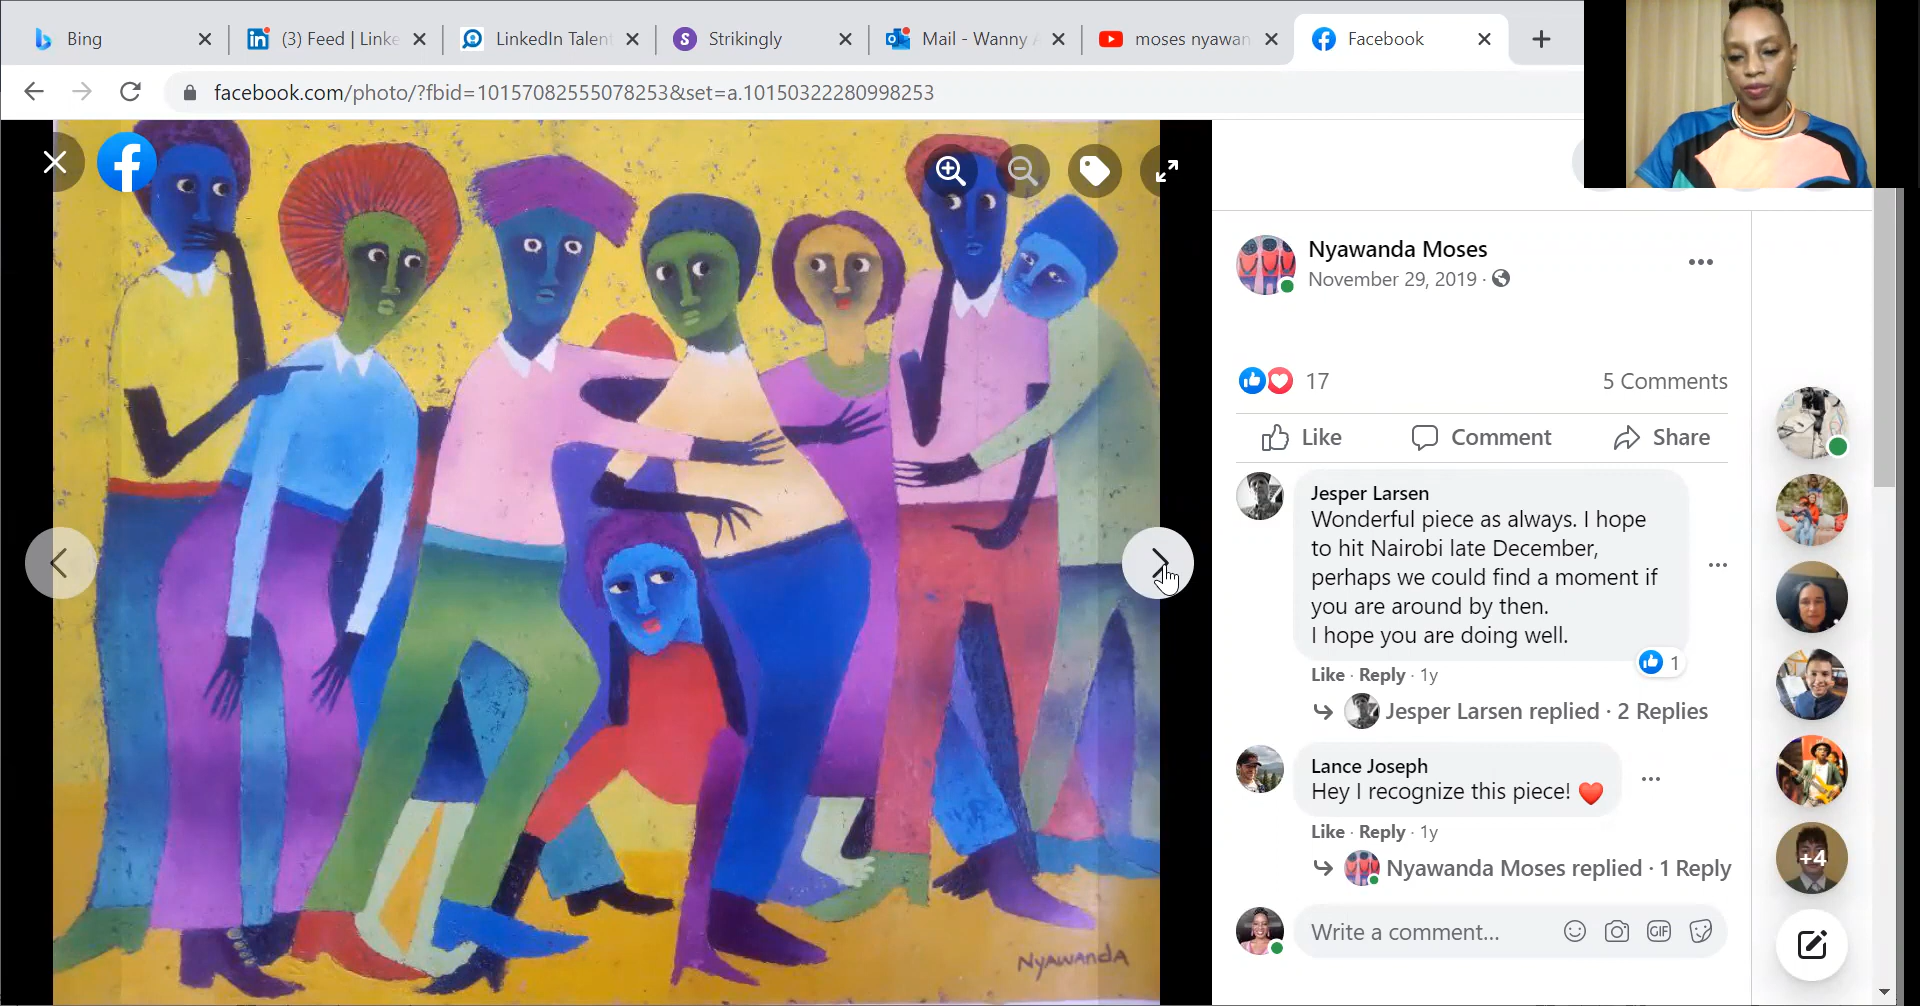 Bing
(3) Feed | Linke
LinkedIn Talent
Strikingly
Mail - Wanny A
moses nyawan
Facebook
facebook.com/photo/?fbid=10157082555078253&set=a.10150322280998253
Nyawanda Moses
November 29, 2019 ·
17
5 Comments
Like
Comment
Share
Jesper Larsen
Wonderful piece as always. I hope
to hit Nairobi late December,
perhaps we could find a moment if
you are around by then.
I hope you are doing well.
1
Like · Reply · 1y
Jesper Larsen replied · 2 Replies
Lance Joseph
Hey I recognize this piece! ❤️
Like · Reply · 1y
Nyawanda Moses replied · 1 Reply
+4
Write a comment...
GIF
NYAWANdA